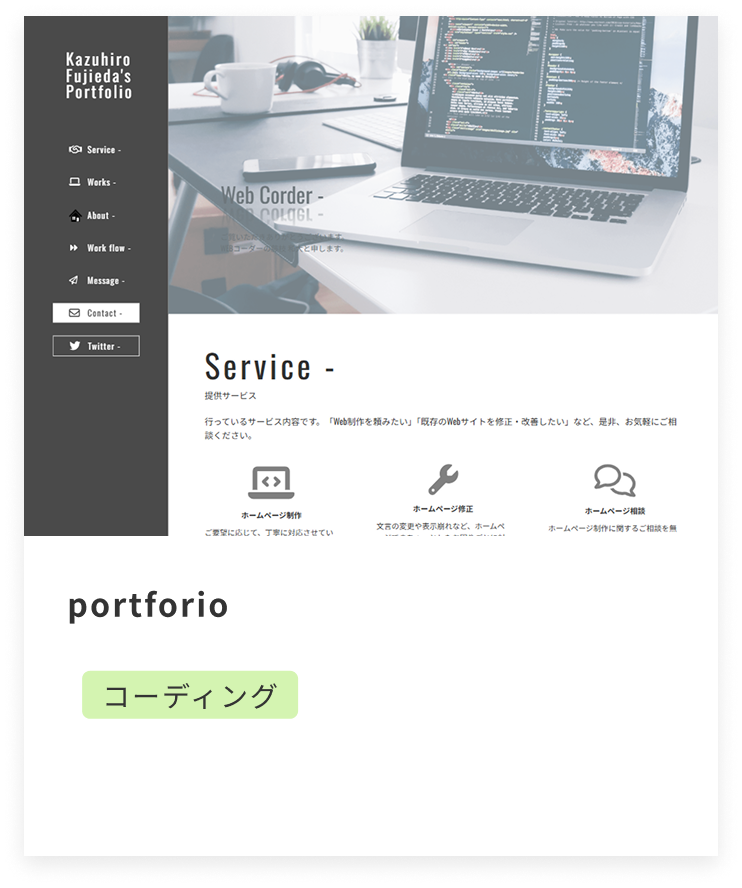 Kazuhiro
Fujieda's
Portfolio
Service -
Works -
About -
Work flow -
Message -
Contact -
Twitter -
Web Corder -
と申します。
Service -
提供サービス
行っているサービス内容です。「Web制作を頼みたい」「既存のWebサイトを修正・改善したい」など、是非、お気軽にご相
談ください。
ホームページ制作
ホームページ修正
ホームページ相談
ご要望に応じて、丁寧に対応させてい
文言の変更や表示崩れなど、ホームペ
ホームページ制作に関するご相談を無
portforio
コーディング